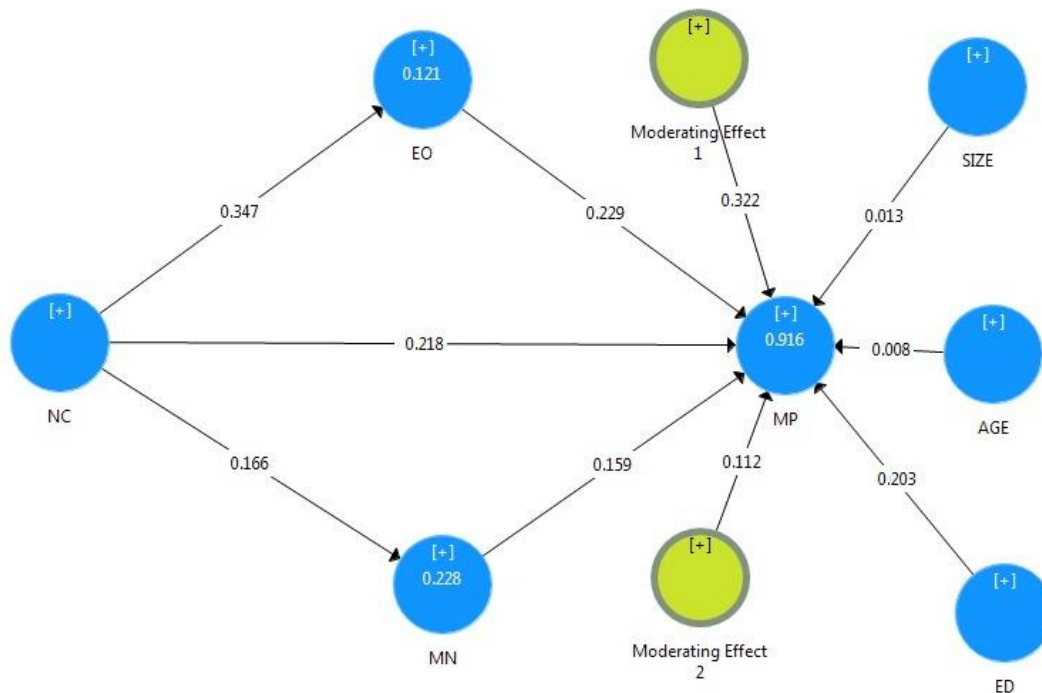 [+]
0.121
EO
[+]
Moderating Effect
1
[+]
SIZE
0.347
0.229
0.322
0.013
[+]
NC
0.218
[+]
0.916
MP
0.008
[+]
AGE
0.166
0.159
0.112
0.203
[+]
0.228
MN
[+]
Moderating Effect
2
[+]
ED